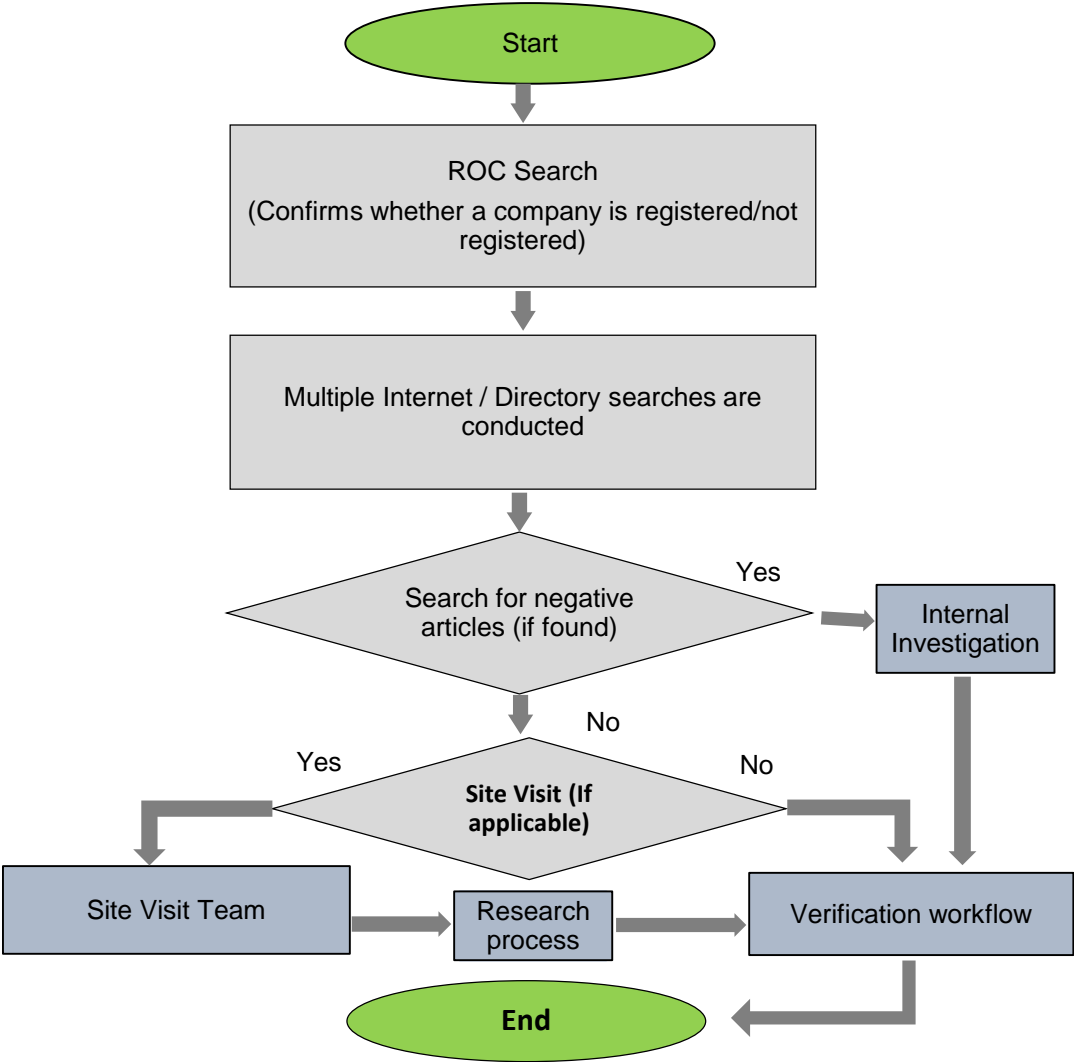 Start
ROC Search
(Confirms whether a company is registered/not
registered)
Multiple Internet / Directory searches are
conducted
Search for negative
articles (if found)
Yes
Internal
Investigation
No
Yes
Site Visit (If
applicable)
No
Site Visit Team
Research
process
Verification workflow
End